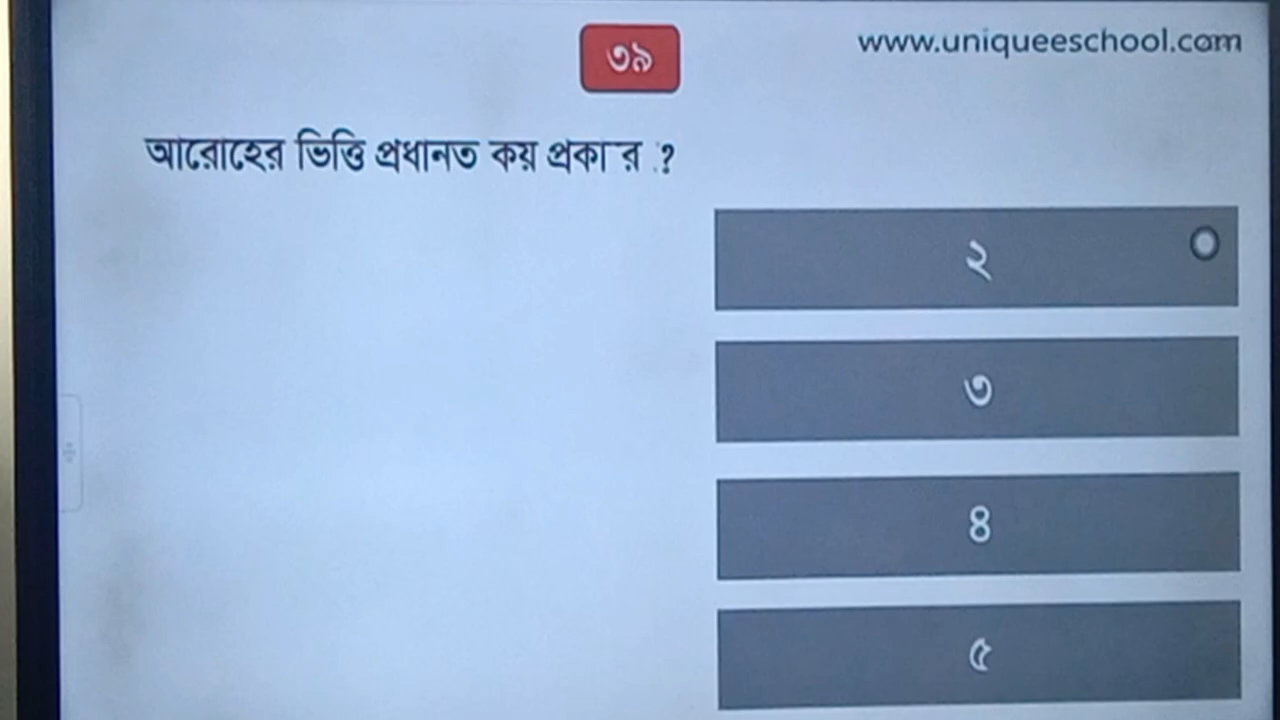 ৩৯
www.uniqueeschool.com
আরোহের ভিত্তি প্রধানত কয় প্রকার ?
২
৩
৪
৫